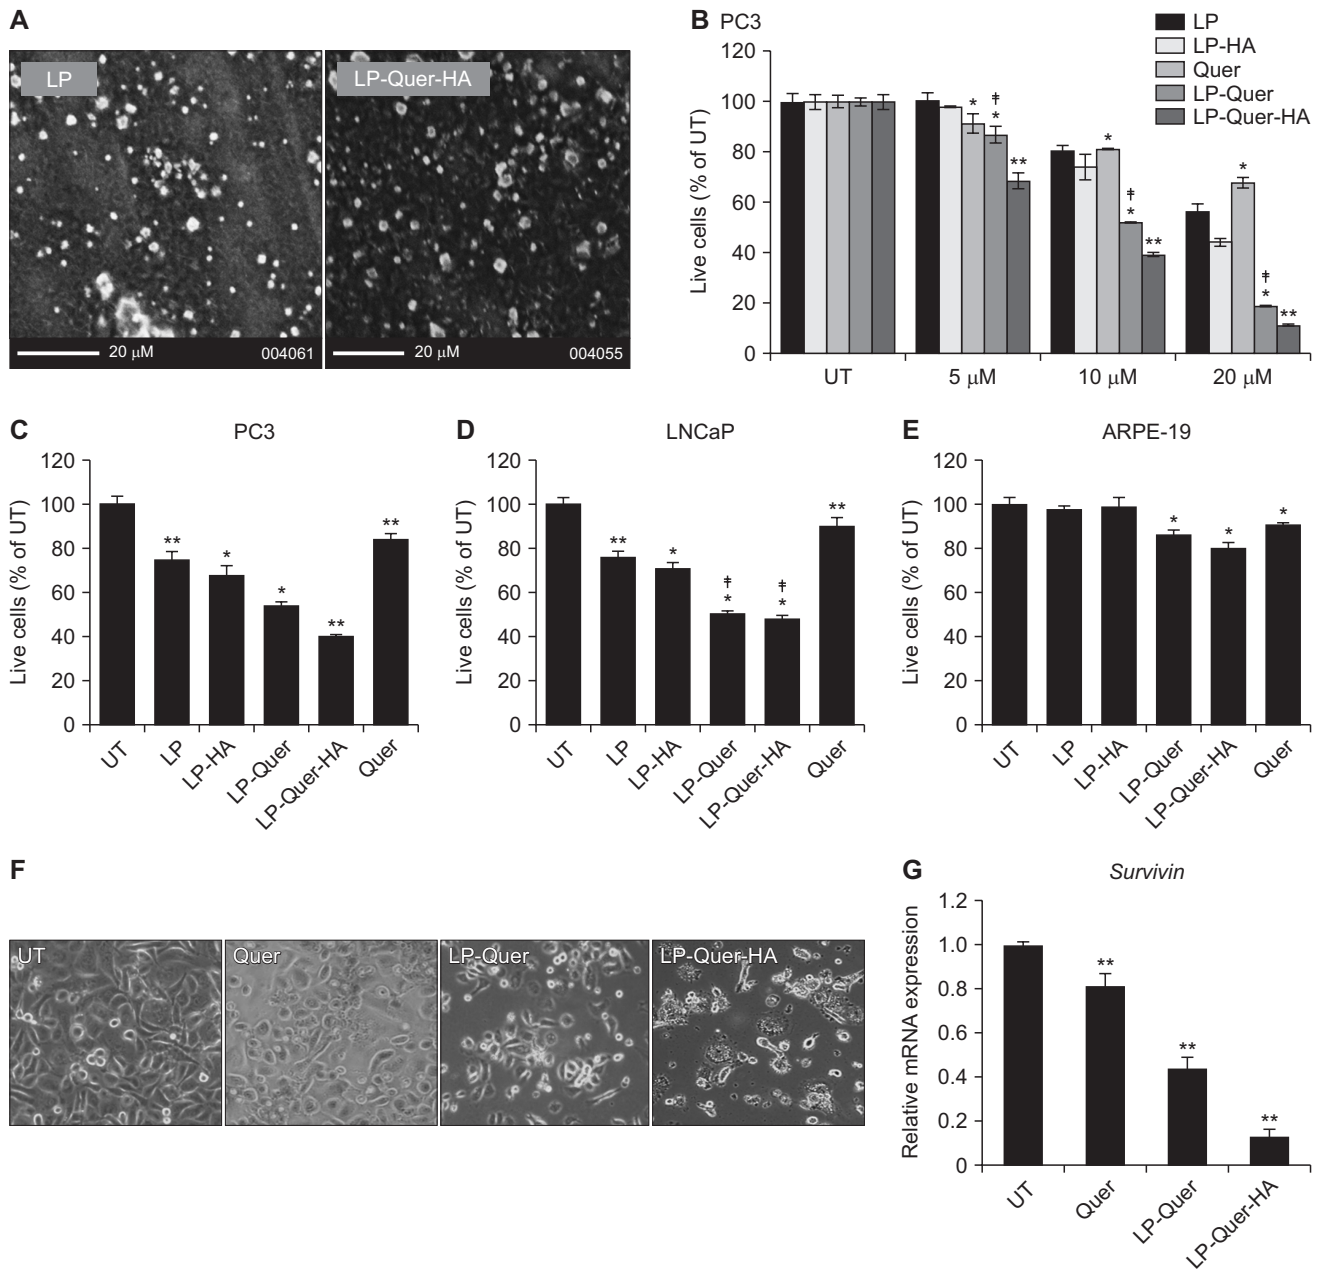 A
LP
LP-Quer-HA
20 μM
004061
20 μM
004055
B PC3
LP
LP-HA
Quer
LP-Quer
LP-Quer-HA
Live cells (% of UT)
120
100
80
60
40
20
0
* ǂ * **
* ǂ * **
* ǂ * **
UT 5 μM 10 μM 20 μM
C PC3
Live cells (% of UT)
120
100
80
60
40
20
0
** * * ** **
UT LP LP-HA LP-Quer LP-Quer-HA Quer
D LNCaP
Live cells (% of UT)
120
100
80
60
40
20
0
** * ǂ * ǂ * **
UT LP LP-HA LP-Quer LP-Quer-HA Quer
E ARPE-19
Live cells (% of UT)
120
100
80
60
40
20
0
* * *
UT LP LP-HA LP-Quer LP-Quer-HA Quer
F
UT
Quer
LP-Quer
LP-Quer-HA
G Survivin
Relative mRNA expression
1.2
1.0
0.8
0.6
0.4
0.2
0
** ** **
UT Quer LP-Quer LP-Quer-HA